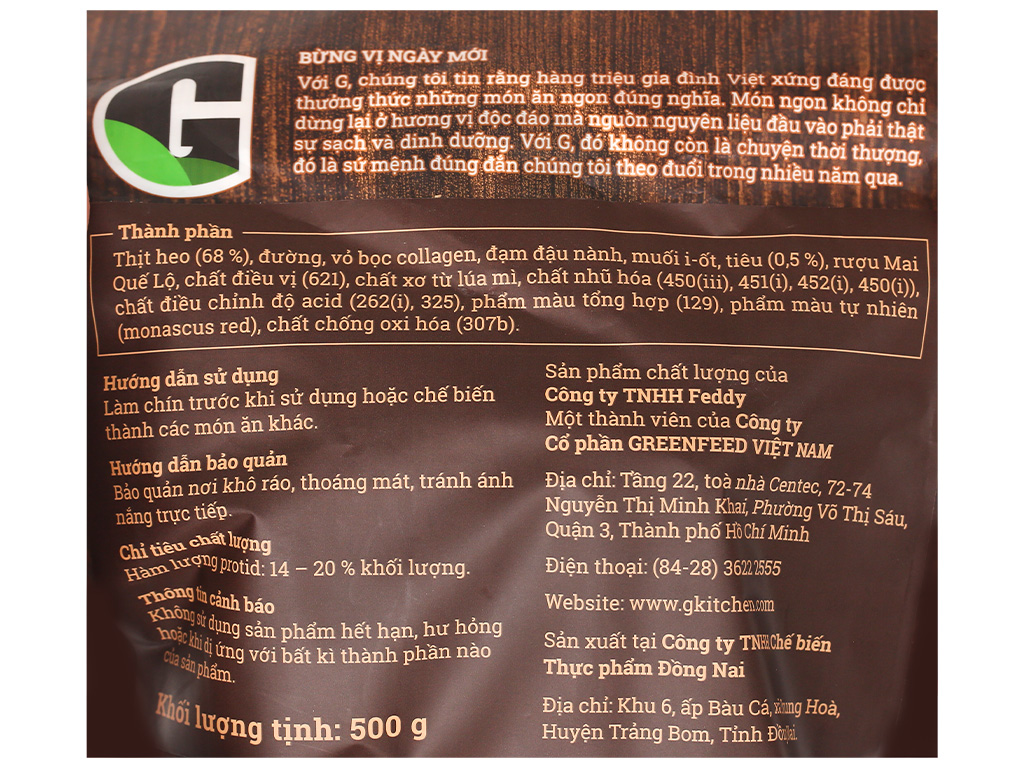 G
BỪNG VỊ NGÀY MỚI
Với G, chúng tôi tin rằng hàng triệu gia đình Việt xứng đáng được
thưởng thức những món ăn ngon đúng nghĩa. Món ngon không chỉ
dừng lại ở hương vị độc đáo mà nguồn nguyên liệu đầu vào phải thật
sự sạch và dinh dưỡng. Với G, đó không còn là chuyện thời thượng,
đó là sứ mệnh đúng đắn chúng tôi theo đuổi trong nhiều năm qua.
Thành phần
Thịt heo (68 %), đường, vỏ bọc collagen, đạm đậu nành, muối i-ốt, tiêu (0,5 %), rượu Mai
Quế Lộ, chất điều vị (621), chất xơ từ lúa mì, chất nhũ hóa (450(iii), 451(i), 452(i), 450(i)),
chất điều chỉnh độ acid (262(i), 325), phẩm màu tổng hợp (129), phẩm màu tự nhiên
(monascus red), chất chống oxi hóa (307b).
Hướng dẫn sử dụng
Làm chín trước khi sử dụng hoặc chế biến
thành các món ăn khác.
Hướng dẫn bảo quản
Bảo quản nơi khô ráo, thoáng mát, tránh ánh
nắng trực tiếp.
Chỉ tiêu chất lượng
Hàm lượng protid: 14 – 20 % khối lượng.
Thông tin cảnh báo
Không sử dụng sản phẩm hết hạn, hư hỏng
hoặc khi dị ứng với bất kì thành phần nào
của sản phẩm.
Khối lượng tịnh: 500 g
Sản phẩm chất lượng của
Công ty TNHH Feddy
Một thành viên của Công ty
Cổ phần GREENFEED VIỆT NAM
Địa chỉ: Tầng 22, toà nhà Centec, 72-74
Nguyễn Thị Minh Khai, Phường Võ Thị Sáu,
Quận 3, Thành phố Hồ Chí Minh
Điện thoại: (84-28) 3622 2555
Website: www.gkitchen.com
Sản xuất tại Công ty TNHH Chế biến
Thực phẩm Đồng Nai
Địa chỉ: Khu 6, ấp Bàu Cá, xã Trung Hoà,
Huyện Trảng Bom, Tỉnh Đồng Nai.